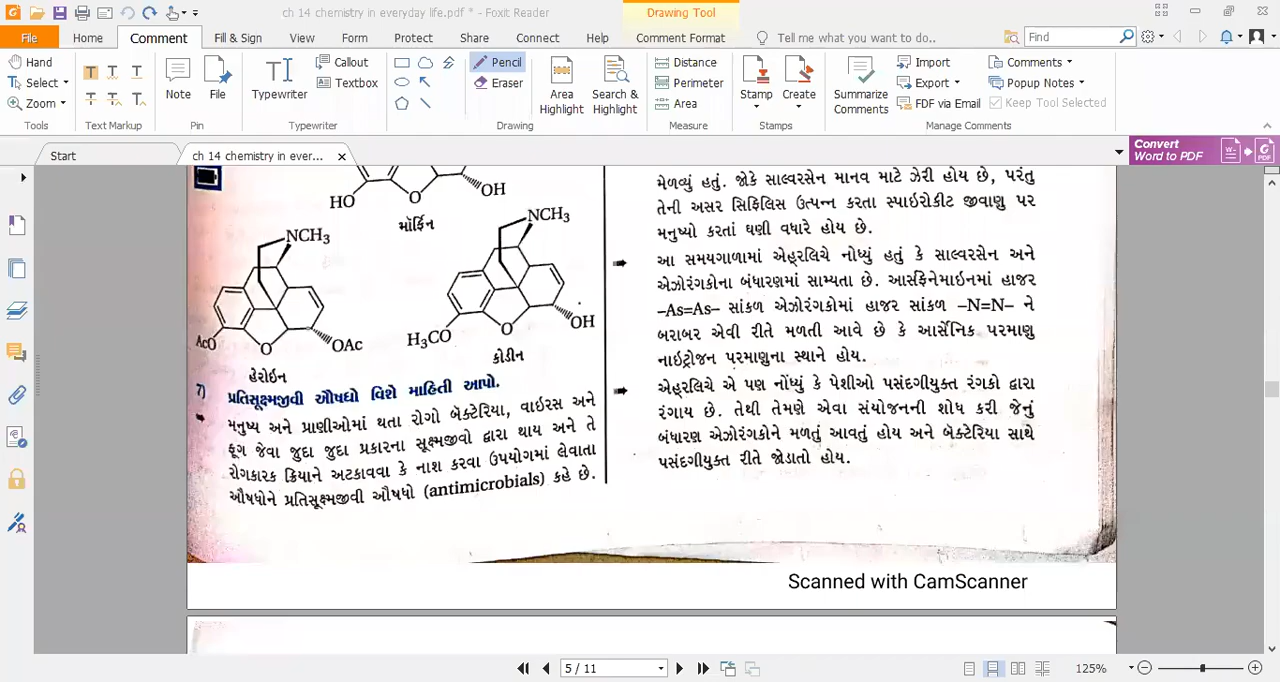 ch 14 chemistry in everyday life.pdf * - Foxit Reader
Drawing Tool
File Home Comment Fill & Sign View Form Protect Share Connect Help Comment Format Tell me what you want to do.. Find
Hand
Select
Zoom
Tools
T T T
T T T
Text Markup
Note
File
Pin
Typewriter
Callout
Textbox
Typewriter
Pencil
Eraser
Area Highlight
Search & Highlight
Drawing
Distance
Perimeter
Area
Measure
Stamp
Create
Stamps
Summarize Comments
Import
Export
FDF via Email
Comments
Popup Notes
Keep Tool Selected
Manage Comments
Start
ch 14 chemistry in ever...
Convert
Word to PDF
HO
O
OH
મૉર્ફિન
NCH3
AcO
O
OAc
હેરોઇન
NCH3
H3CO
O
OH
કોડીન
7) પ્રતિસૂક્ષ્મજીવી ઔષધો વિશે માહિતી આપો.
મનુષ્ય અને પ્રાણીઓમાં થતા રોગો બૅક્ટેરિયા, વાઇરસ અને
ફૂગ જેવા જુદા જુદા પ્રકારના સૂક્ષ્મજીવો દ્વારા થાય અને તે
રોગકારક ક્રિયાને અટકાવવા કે નાશ કરવા ઉપયોગમાં લેવાતા
ઔષધોને પ્રતિસૂક્ષ્મજીવી ઔષધો (antimicrobials) કહે છે.
મેળવ્યું હતું. જોકે સાલ્વરસેન માનવ માટે ઝેરી હોય છે, પરંતુ
તેની અસર સિફિલિસ ઉત્પન્ન કરતા સ્પાઇરોકીટ જીવાણુ પર
મનુષ્યો કરતાં ઘણી વધારે હોય છે.
આ સમયગાળામાં એહ્રલિચે નોંધ્યું હતું કે સાલ્વરસેન અને
એઝોરંગકોના બંધારણમાં સામ્યતા છે. આર્સફિનેમાઇનમાં હાજર
–As=As– સાંકળ એઝોરંગકોમાં હાજર સાંકળ –N=N– ને
બરાબર એવી રીતે મળતી આવે છે કે આર્સેનિક પરમાણુ
નાઇટ્રોજન પરમાણુના સ્થાને હોય.
એહ્રલિચે એ પણ નોંધ્યું કે પેશીઓ પસંદગીયુક્ત રંગકો દ્વારા
રંગાય છે. તેથી તેમણે એવા સંયોજનની શોધ કરી જેનું
બંધારણ એઝોરંગકોને મળતું આવતું હોય અને બૅક્ટેરિયા સાથે
પસંદગીયુક્ત રીતે જોડાતો હોય.
Scanned with CamScanner
5 / 11
125%